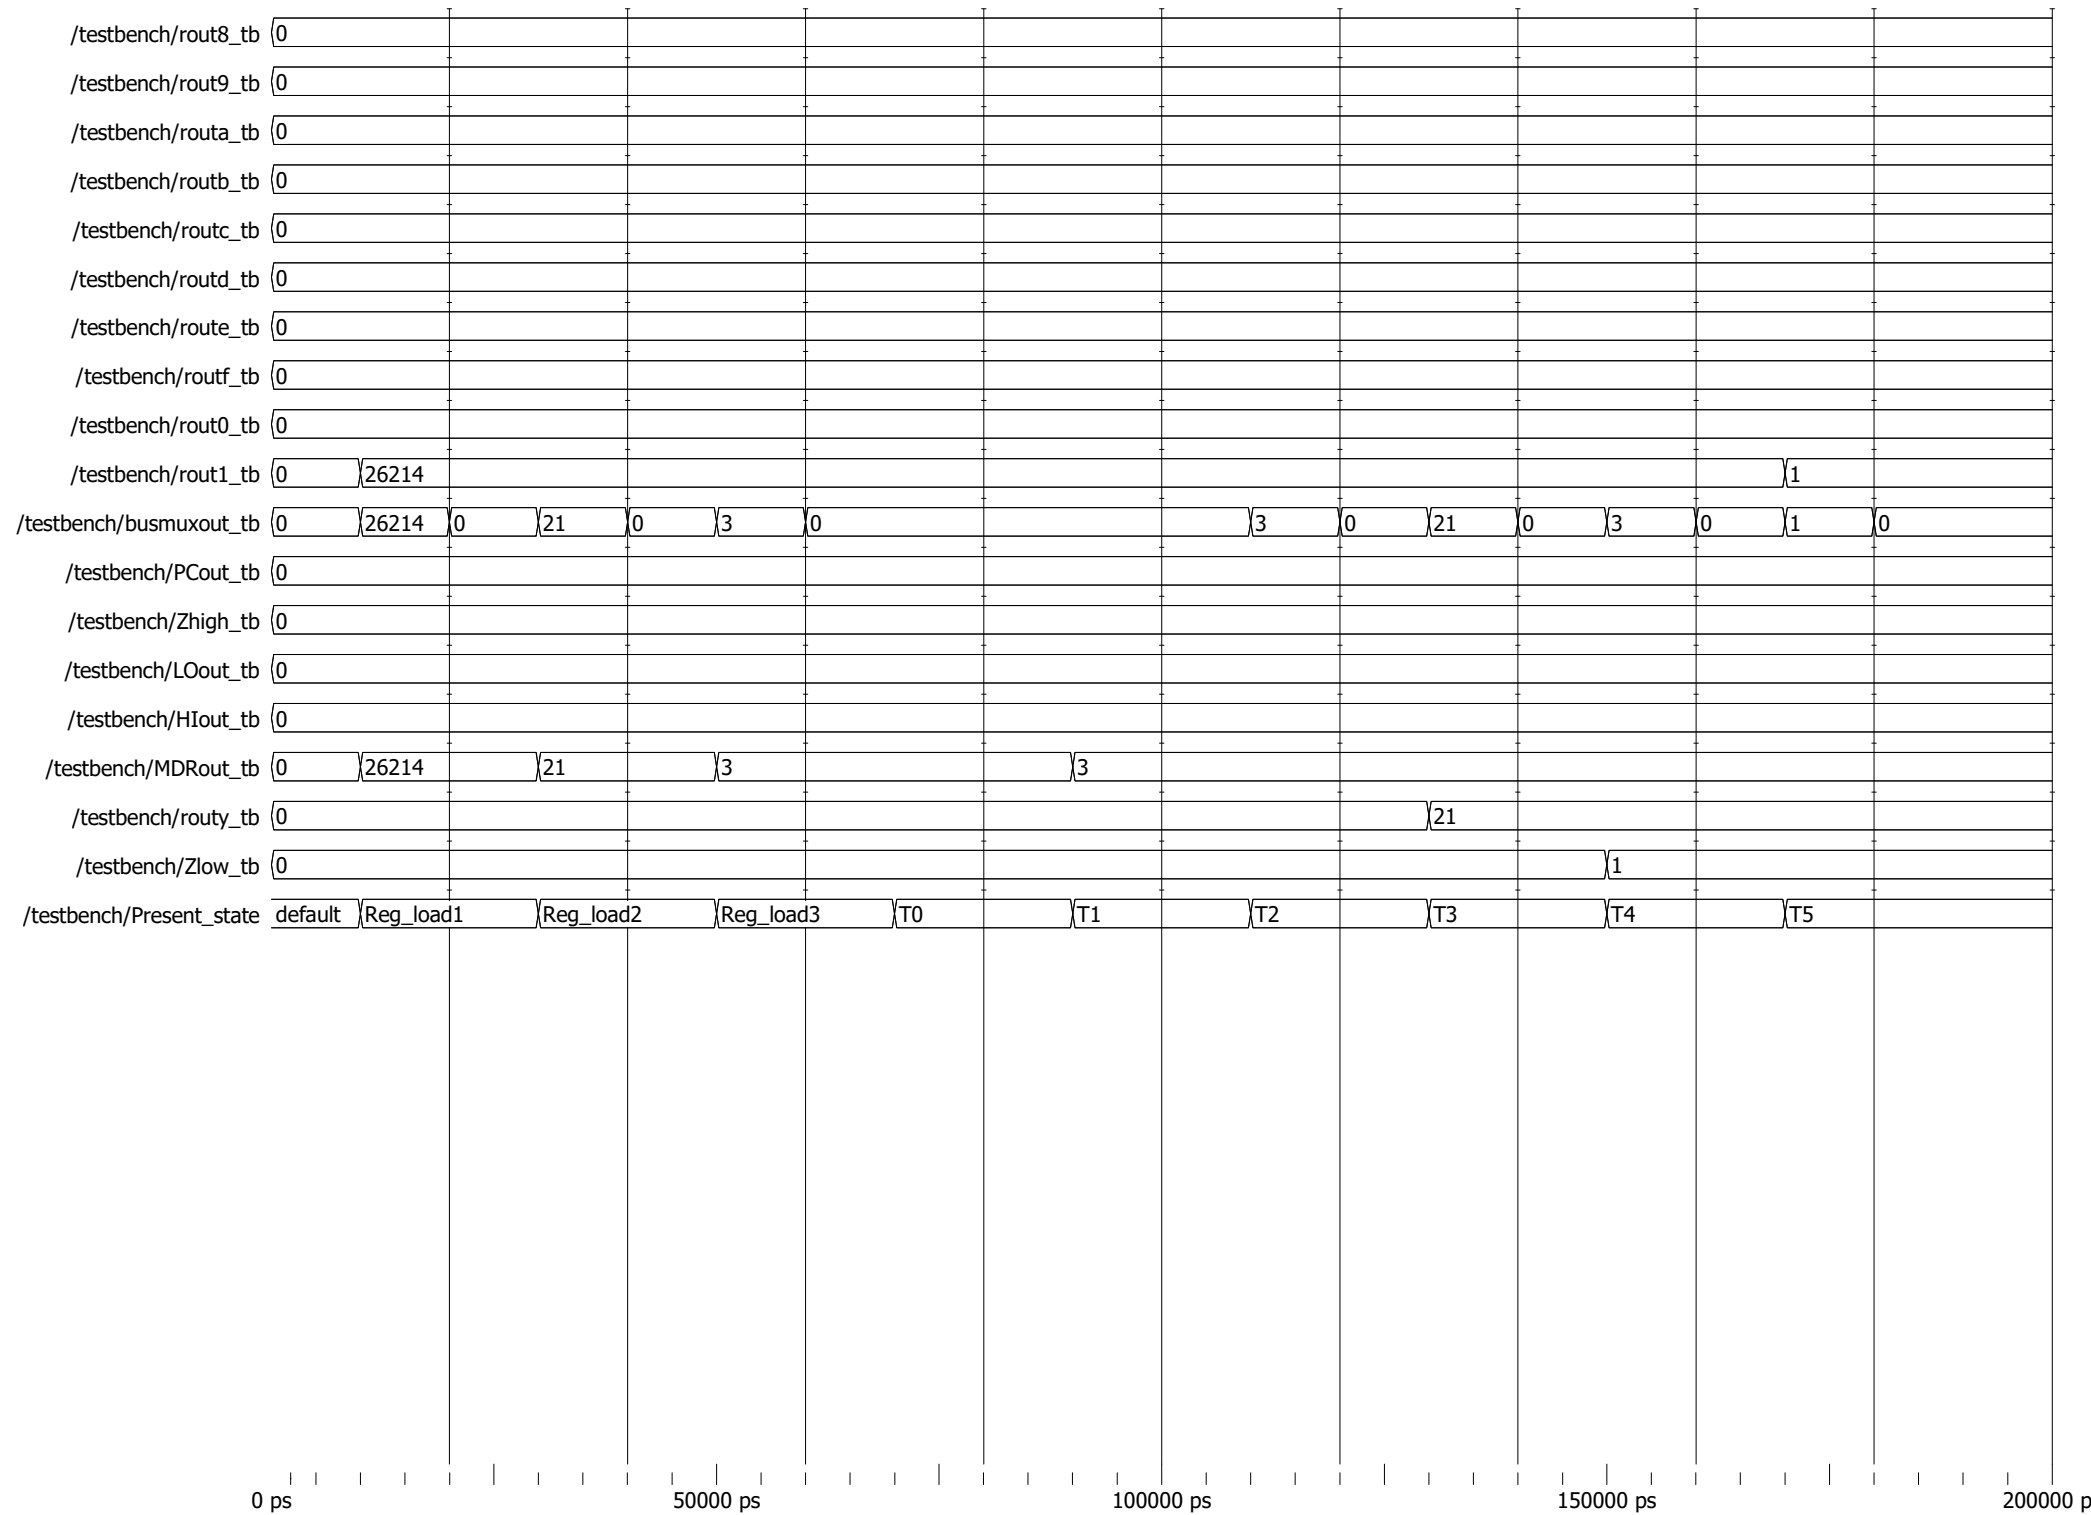 /testbench/rout8_tb 0
/testbench/rout9_tb 0
/testbench/routa_tb 0
/testbench/routb_tb 0
/testbench/routc_tb 0
/testbench/routd_tb 0
/testbench/route_tb 0
/testbench/routf_tb 0
/testbench/rout0_tb 0
/testbench/rout1_tb 0 26214 1
/testbench/busmuxout_tb 0 26214 0 21 0 3 0 3 0 21 0 3 0 1 0
/testbench/PCout_tb 0
/testbench/Zhigh_tb 0
/testbench/LOout_tb 0
/testbench/HIout_tb 0
/testbench/MDRout_tb 0 26214 21 3 3
/testbench/routy_tb 0 21
/testbench/Zlow_tb 0 1
/testbench/Present_state default Reg_load1 Reg_load2 Reg_load3 T0 T1 T2 T3 T4 T5
0 ps 50000 ps 100000 ps 150000 ps 200000 p